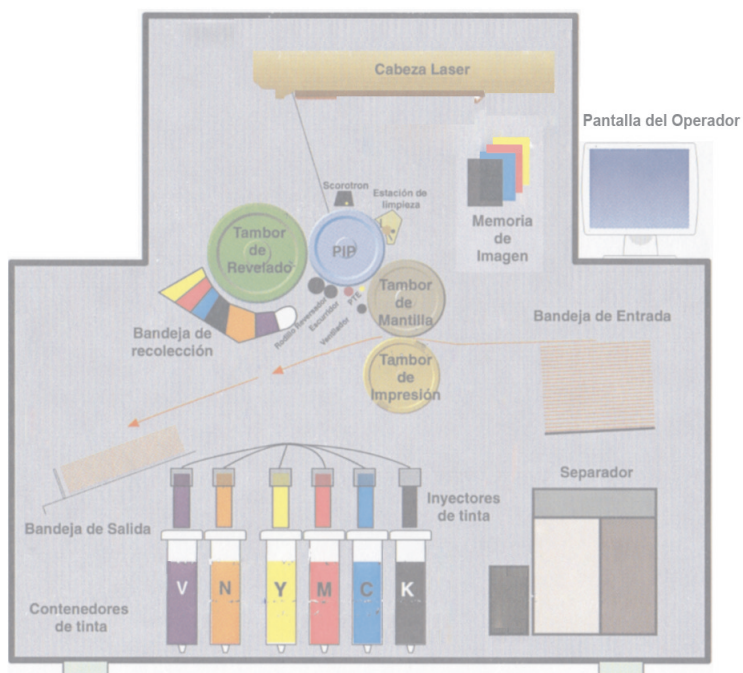 Cabeza Laser
Pantalla del Operador
Scorotron
Estación de
limpieza
Memoria
de
Imagen
Tambor
de
Revelado
PIP
Tambor
de
Mantilla
PTE
Rodillo Reversador
Escurridor
Ventilador
Bandeja de
recolección
Bandeja de Entrada
Tambor
de
Impresión
Bandeja de Salida
Inyectores
de tinta
Separador
Contenedores
de tinta
V
N
Y
M
C
K